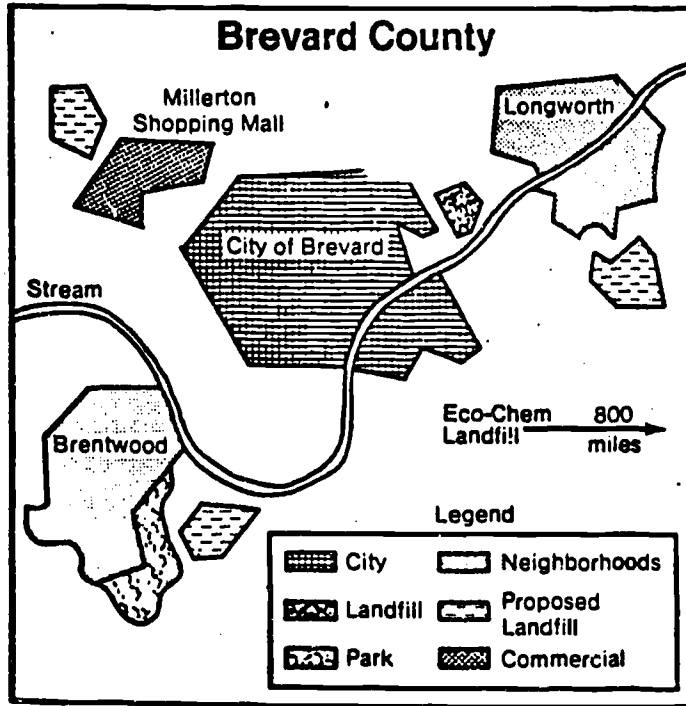 Brevard County
Millerton
Shopping Mall
Longworth
City of Brevard
Stream
Brentwood
Eco-Chem
Landfill
800
miles
Legend
City
Neighborhoods
Landfill
Proposed
Landfill
Park
Commercial